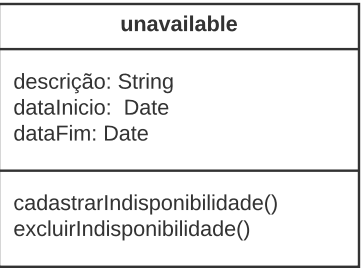 unavailable
descrição: String
dataInicio:  Date
dataFim: Date
cadastrarIndisponibilidade()
excluirIndisponibilidade()